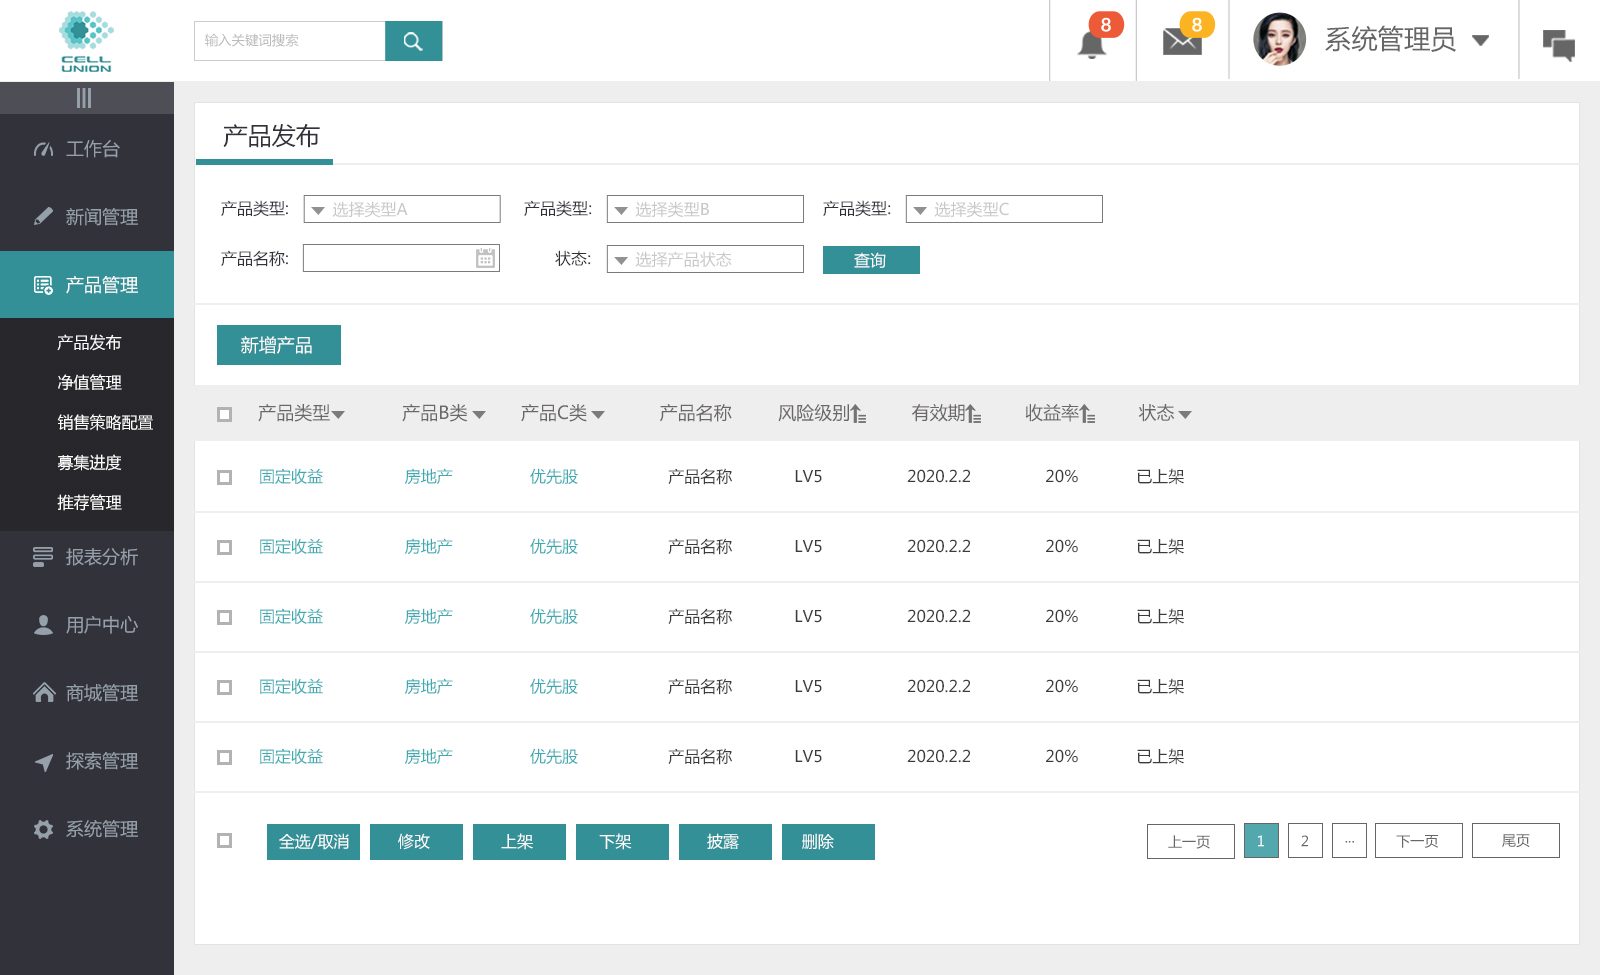 CELL
UNION
输入关键词搜索
8
8
系统管理员
工作台
新闻管理
产品管理
产品发布
净值管理
销售策略配置
募集进度
推荐管理
报表分析
用户中心
商城管理
探索管理
系统管理
产品发布
产品类型: 选择类型A 产品类型: 选择类型B 产品类型: 选择类型C
产品名称: 状态: 选择产品状态 查询
新增产品
产品类型 产品B类 产品C类 产品名称 风险级别 有效期 收益率 状态
固定收益 房地产 优先股 产品名称 LV5 2020.2.2 20% 已上架
固定收益 房地产 优先股 产品名称 LV5 2020.2.2 20% 已上架
固定收益 房地产 优先股 产品名称 LV5 2020.2.2 20% 已上架
固定收益 房地产 优先股 产品名称 LV5 2020.2.2 20% 已上架
固定收益 房地产 优先股 产品名称 LV5 2020.2.2 20% 已上架
全选/取消 修改 上架 下架 披露 删除 上一页 1 2 ... 下一页 尾页